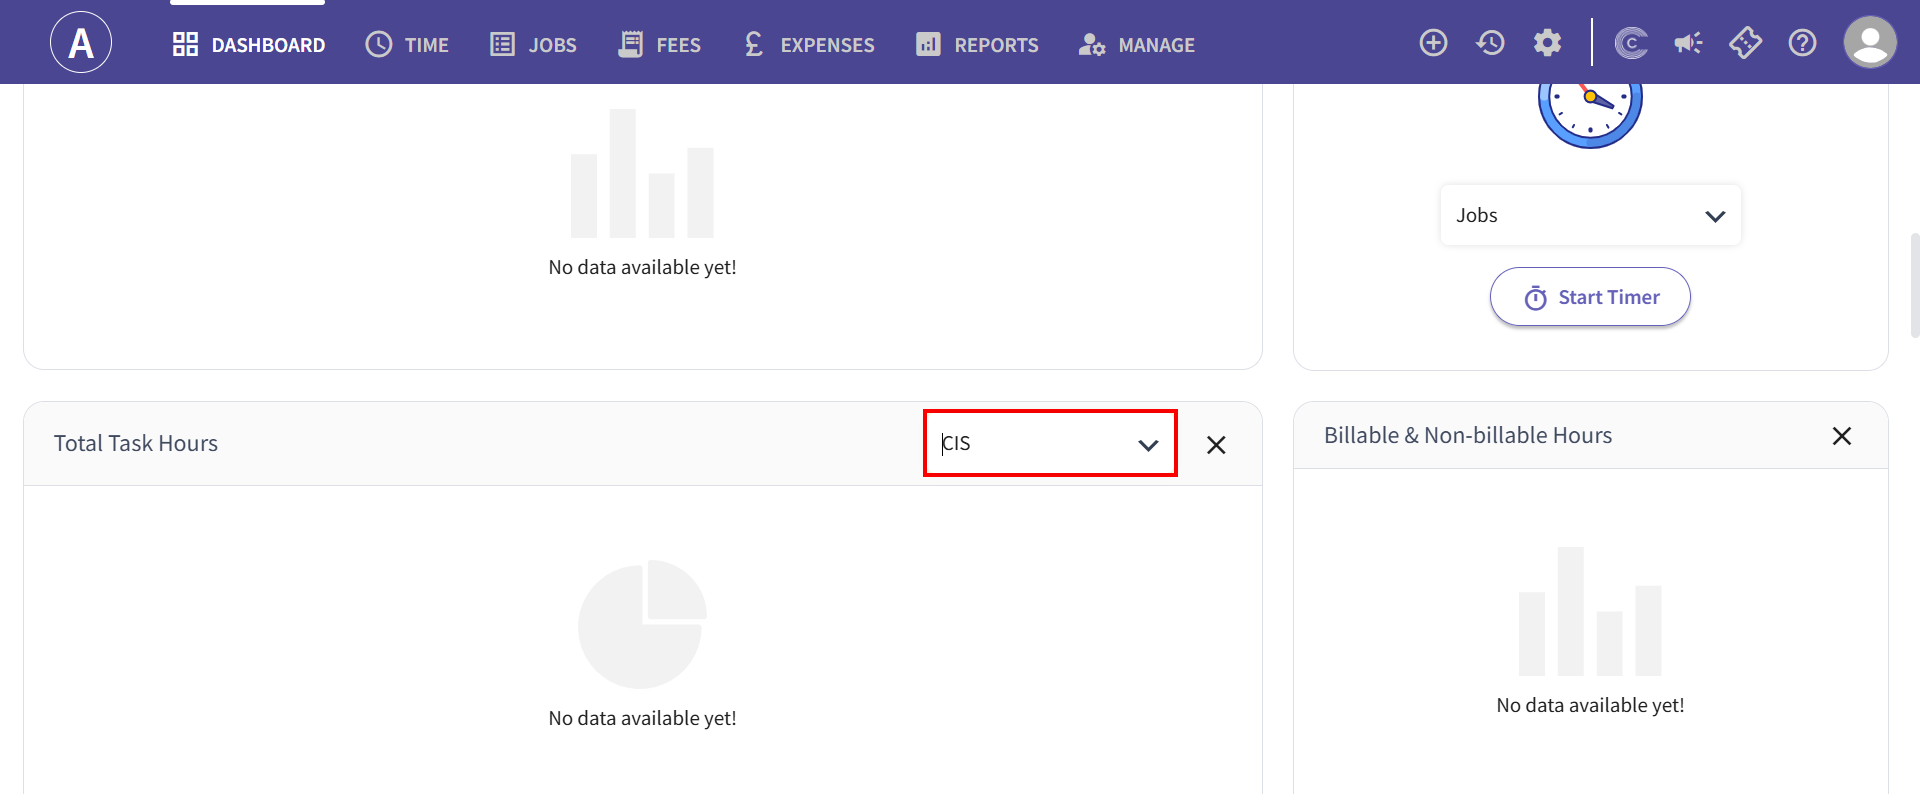 A DASHBOARD TIME JOBS FEES £ EXPENSES REPORTS MANAGE C
No data available yet!
Jobs
Start Timer
Total Task Hours
CIS
Billable & Non-billable Hours
No data available yet!
No data available yet!